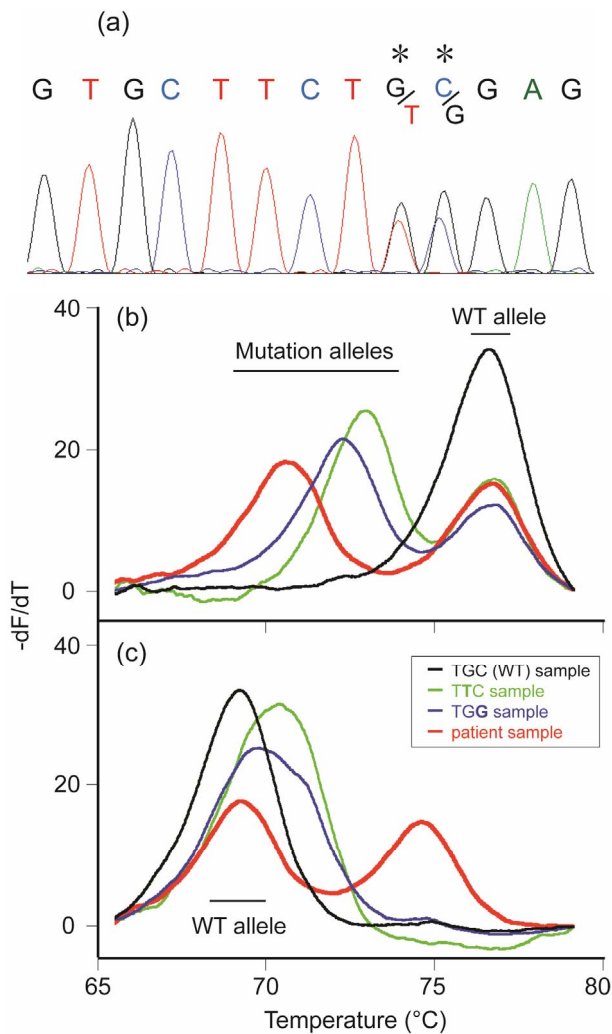 (a)
* *
G T G C T T C T G/T C/G G A G
(b)
40
20
0
Mutation alleles
WT allele
-dF/dT
(c)
40
20
0
WT allele
TGC (WT) sample
TTC sample
TGG sample
patient sample
65 70 75 80
Temperature (°C)